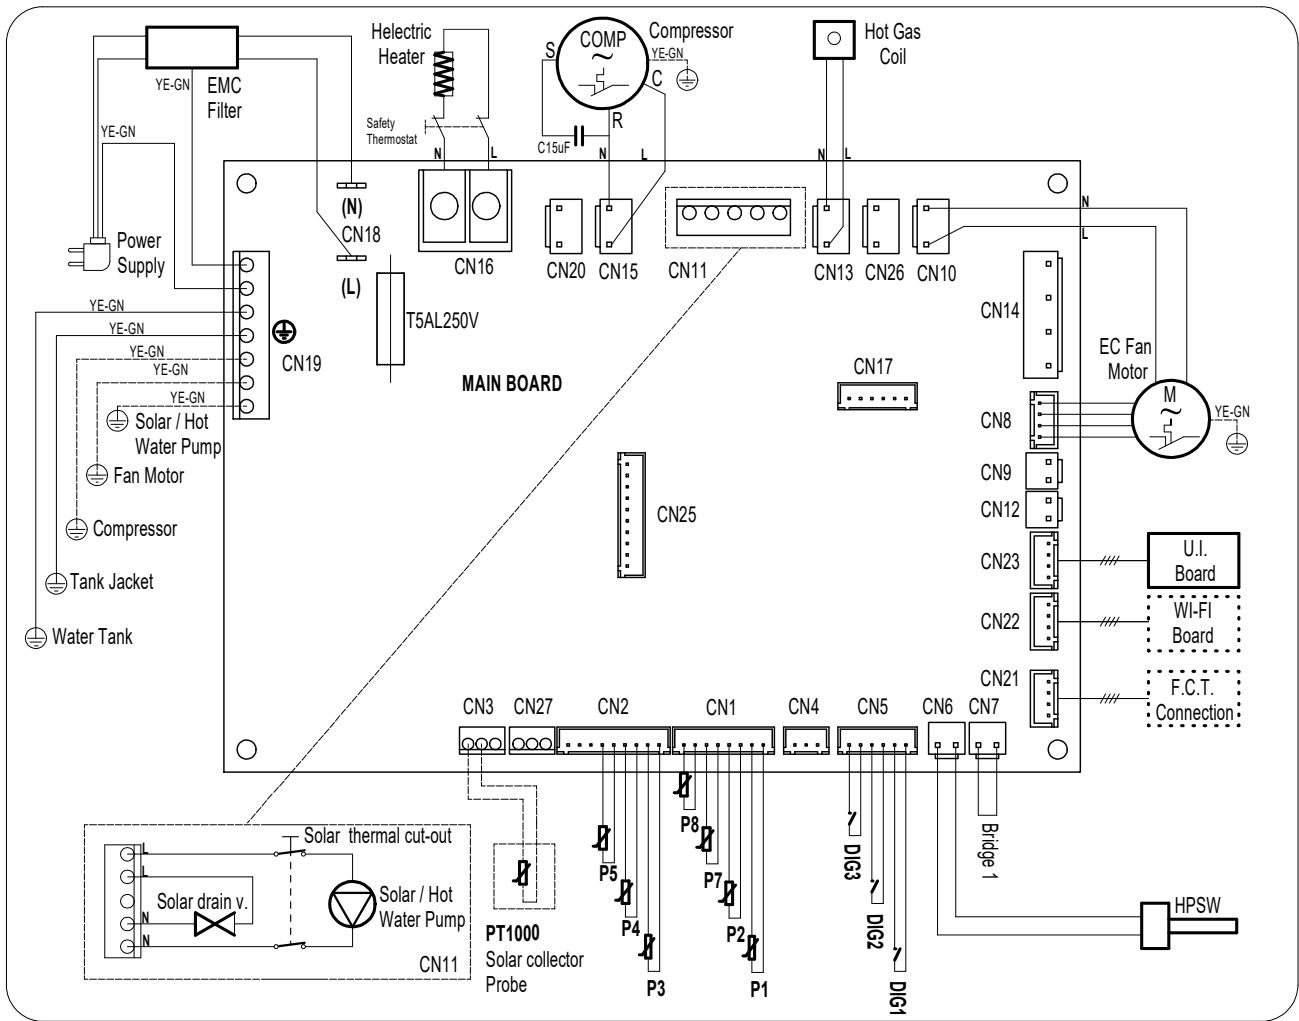 Helectric
Heater
COMP
~
S
C
R
Compressor
YE-GN
Hot Gas
Coil
EMC
Filter
YE-GN
YE-GN
Safety
Thermostat
C15uF
N
L
N
L
N
L
N
L
(N)
CN18
(L)
Power
Supply
CN16
CN20
CN15
CN11
CN13
CN26
CN10
YE-GN
YE-GN
YE-GN
YE-GN
YE-GN
CN19
T5AL250V
MAIN BOARD
CN17
CN14
EC Fan
Motor
M
~
YE-GN
CN8
CN9
CN12
CN25
Solar / Hot
Water Pump
Fan Motor
Compressor
Tank Jacket
Water Tank
CN23
U.I.
Board
CN22
WI-FI
Board
CN21
F.C.T.
Connection
CN3
CN27
CN2
CN1
CN4
CN5
CN6
CN7
P8
P5
P7
P4
P2
P3
P1
DIG3
DIG2
DIG1
Bridge 1
HPSW
Solar thermal cut-out
L
L
Solar drain v.
N
N
Solar / Hot
Water Pump
CN11
PT1000
Solar collector
Probe